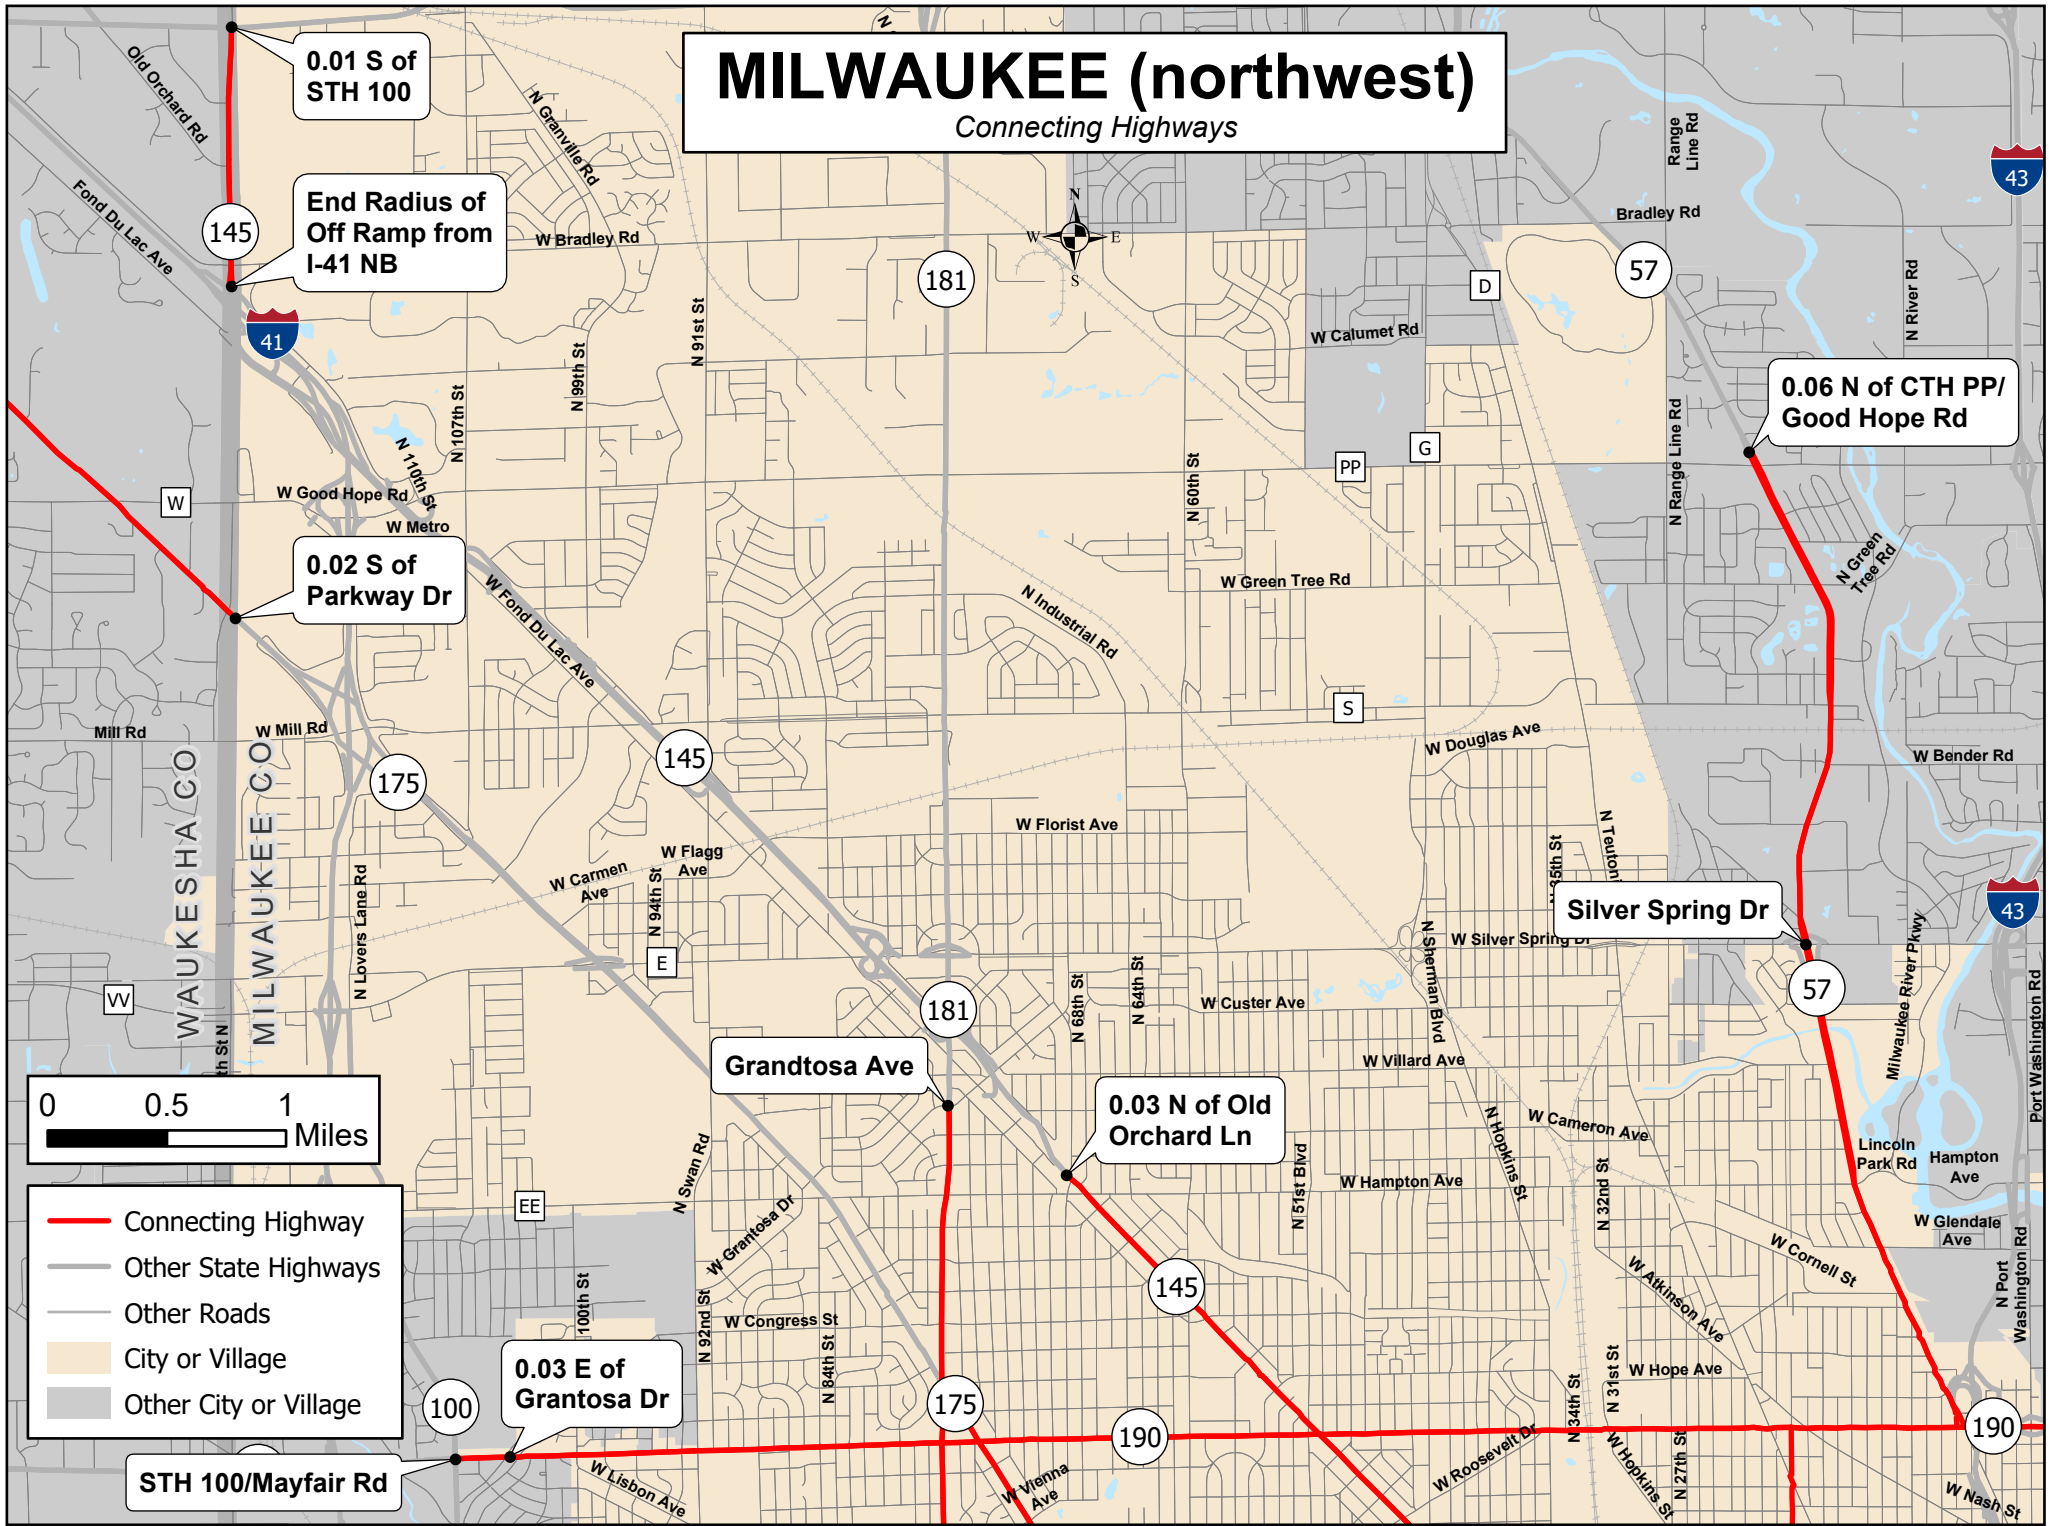 MILWAUKEE (northwest)
Connecting Highways
0.01 S of
STH 100
Old Orchard Rd
N Granville Rd
Range
Line Rd
43
Fond Du Lac Ave
145
End Radius of
Off Ramp from
I-41 NB
W Bradley Rd
N
W
E
S
Bradley Rd
181
57
D
N River Rd
41
N 91st St
W Calumet Rd
N 99th St
N 107th St
0.06 N of CTH PP/
Good Hope Rd
N 110th St
G
PP
N 60th St
N Range Line Rd
W
W Good Hope Rd
W Metro
0.02 S of
Parkway Dr
N Green
Tree Rd
W Green Tree Rd
W Fond Du Lac Ave
N Industrial Rd
S
Mill Rd
W Mill Rd
W Douglas Ave
W Bender Rd
145
175
WAUKESHA CO
MILWAUKEE CO
W Florist Ave
W Flagg
Ave
W Carmen
Ave
N 94th St
N Lovers Lane Rd
Silver Spring Dr
43
E
W Silver Spring Dr
N Sherman Blvd
Milwaukee River Pkwy
VV
181
N 68th St
N 64th St
W Custer Ave
57
Port Washington Rd
Grandtosa Ave
W Villard Ave
0 0.5 1
Miles
0.03 N of Old
Orchard Ln
N Hopkins St
W Cameron Ave
Lincoln
Park Rd
Hampton
Ave
N Swan Rd
N 51st Blvd
W Hampton Ave
N 32nd St
EE
W Grantosa Dr
W Glendale
Ave
W Cornell St
Connecting Highway
Other State Highways
Other Roads
City or Village
Other City or Village
100th St
N 92nd St
W Congress St
N 84th St
145
W Atkinson Ave
N Port
Washington Rd
0.03 E of
Grantosa Dr
W Hope Ave
N 31st St
N 34th St
100
175
190
190
STH 100/Mayfair Rd
W Lisbon Ave
W Vienna
Ave
W Roosevelt Dr
W Hopkins St
N 27th St
W Nash St